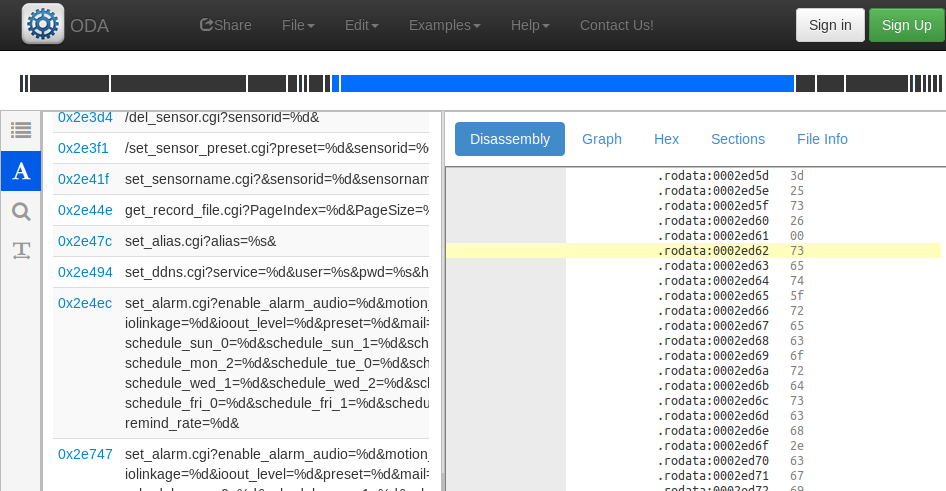 ODA
Share
File
Edit
Examples
Help
Contact Us!
Sign in
Sign Up
0x2e3d4 /del_sensor.cgi?sensorid=%d&
0x2e3f1 /set_sensor_preset.cgi?preset=%d&sensorid=%
0x2e41f set_sensorname.cgi?&sensorid=%d&sensornam
0x2e44e get_record_file.cgi?PageIndex=%d&PageSize=%
0x2e47c set_alias.cgi?alias=%s&
0x2e494 set_ddns.cgi?service=%d&user=%s&pwd=%s&h
0x2e4ec set_alarm.cgi?enable_alarm_audio=%d&motion_
iolinkage=%d&ioout_level=%d&preset=%d&mail=
schedule_sun_0=%d&schedule_sun_1=%d&sch
schedule_mon_2=%d&schedule_tue_0=%d&sche
schedule_wed_1=%d&schedule_wed_2=%d&sch
schedule_fri_0=%d&schedule_fri_1=%d&schedu
remind_rate=%d&
0x2e747 set_alarm.cgi?enable_alarm_audio=%d&motion_
iolinkage=%d&ioout_level=%d&preset=%d&mail=
A
T
Disassembly
Graph
Hex
Sections
File Info
.rodata:0002ed5d 3d
.rodata:0002ed5e 25
.rodata:0002ed5f 73
.rodata:0002ed60 26
.rodata:0002ed61 00
.rodata:0002ed62 73
.rodata:0002ed63 65
.rodata:0002ed64 74
.rodata:0002ed65 5f
.rodata:0002ed66 72
.rodata:0002ed67 65
.rodata:0002ed68 63
.rodata:0002ed69 6f
.rodata:0002ed6a 72
.rodata:0002ed6b 64
.rodata:0002ed6c 73
.rodata:0002ed6d 63
.rodata:0002ed6e 68
.rodata:0002ed6f 2e
.rodata:0002ed70 63
.rodata:0002ed71 67
.rodata:0002ed72 69